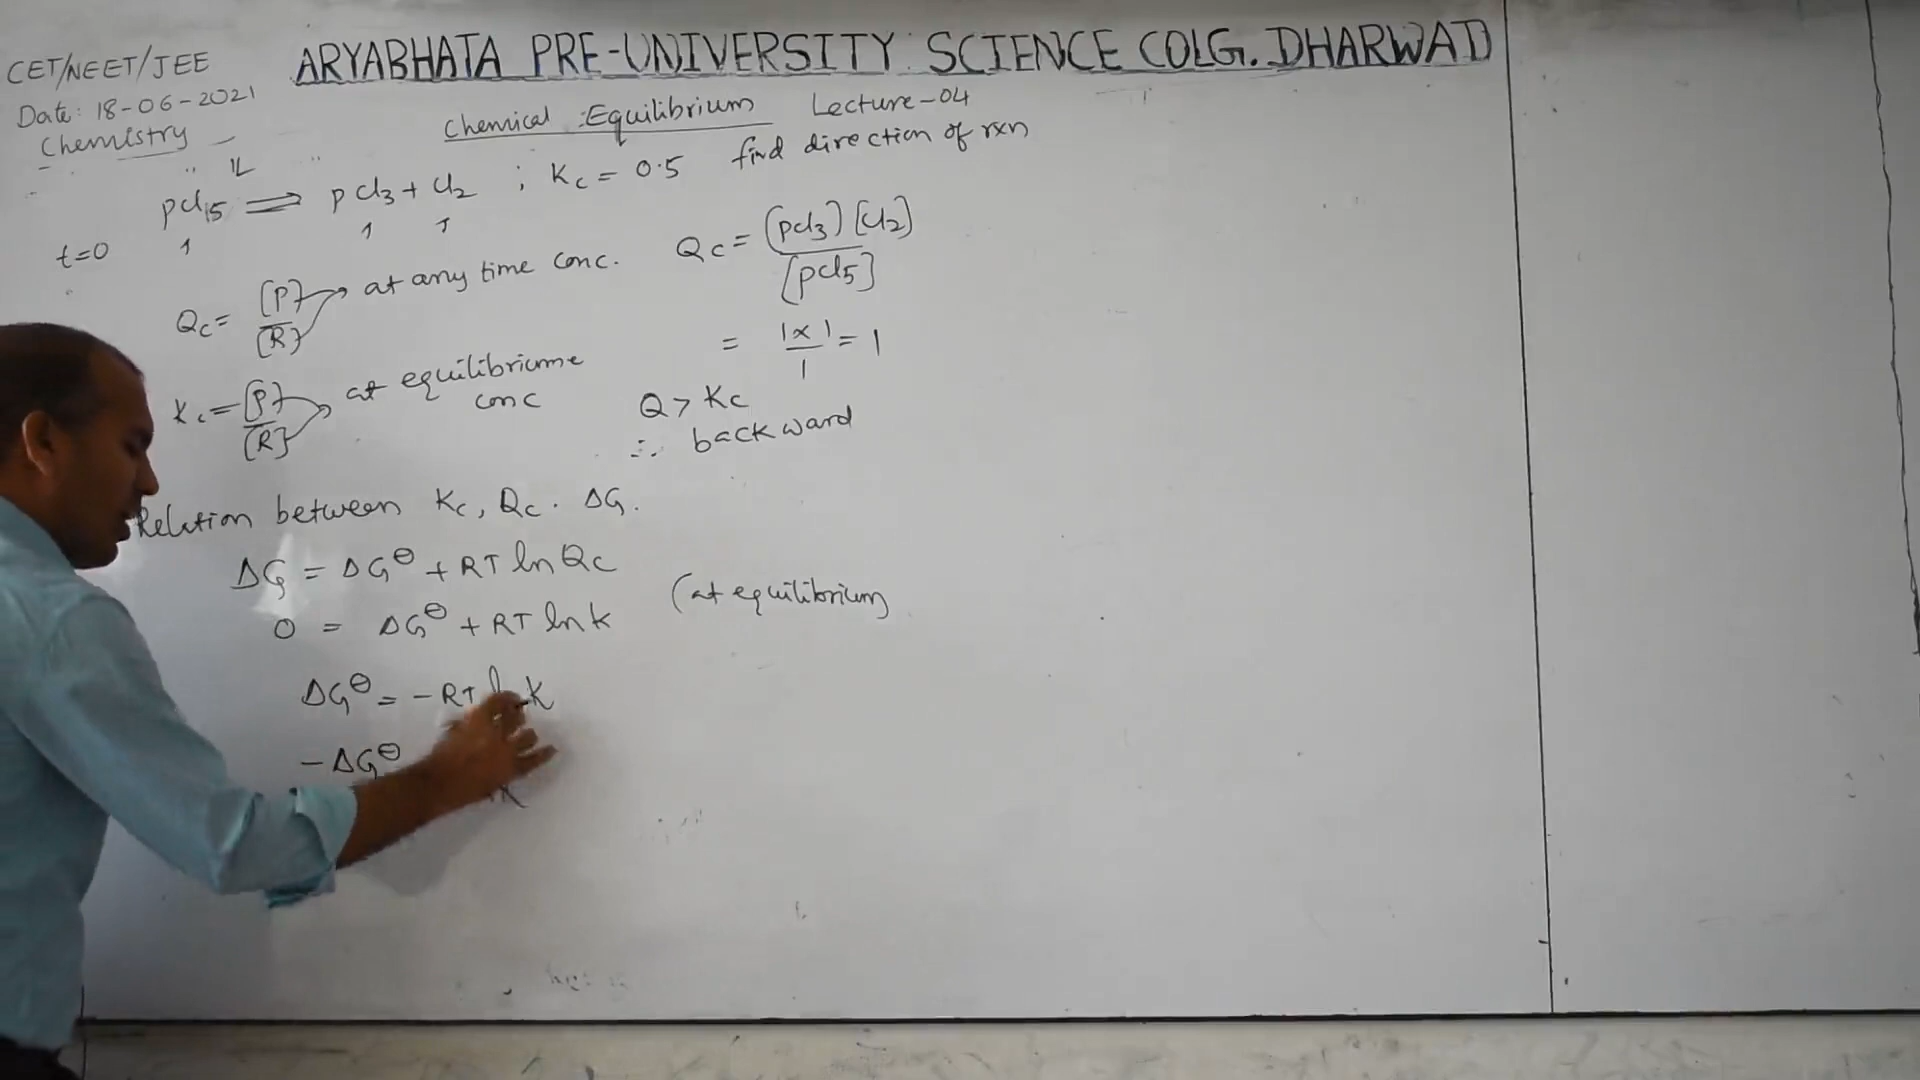 CET/NEET/JEE
ARYABHATA PRE-UNIVERSITY SCIENCE COLG. DHARWAD
Date: 18-06-2021
Chemistry
Chemical :Equilibrium Lecture-04
1L
pcl5 ⇌ pcl3 + cl2 ; Kc = 0.5 find direction of rxn
t=0 1 1 1
Qc = [P]/[R] → at any time conc.
Qc = [pcl3][cl2]/[pcl5]
= 1x1/1 = 1
Kc = [P]/[R] → at equilibriume conc
Q > Kc
∴ backward
Relation between Kc, Qc. ΔG.
ΔG = ΔG⊖ + RT ln Qc
0 = ΔG⊖ + RT ln k (at equilibrium)
ΔG⊖ = -RT ln K
-ΔG⊖